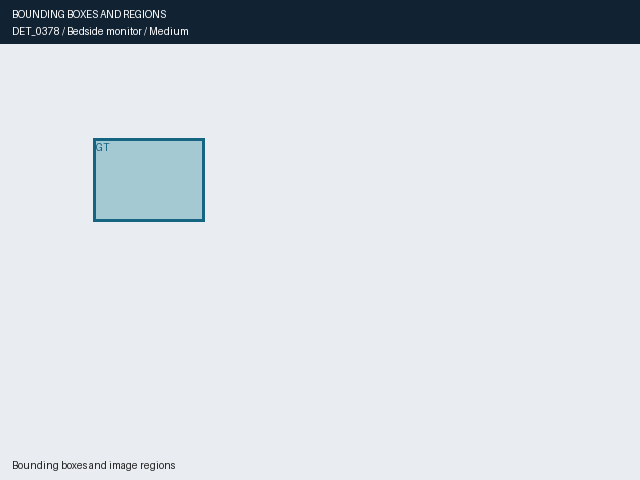 BOUNDING BOXES AND REGIONS
DET_0378 / Bedside monitor / Medium
GT
Bounding boxes and image regions